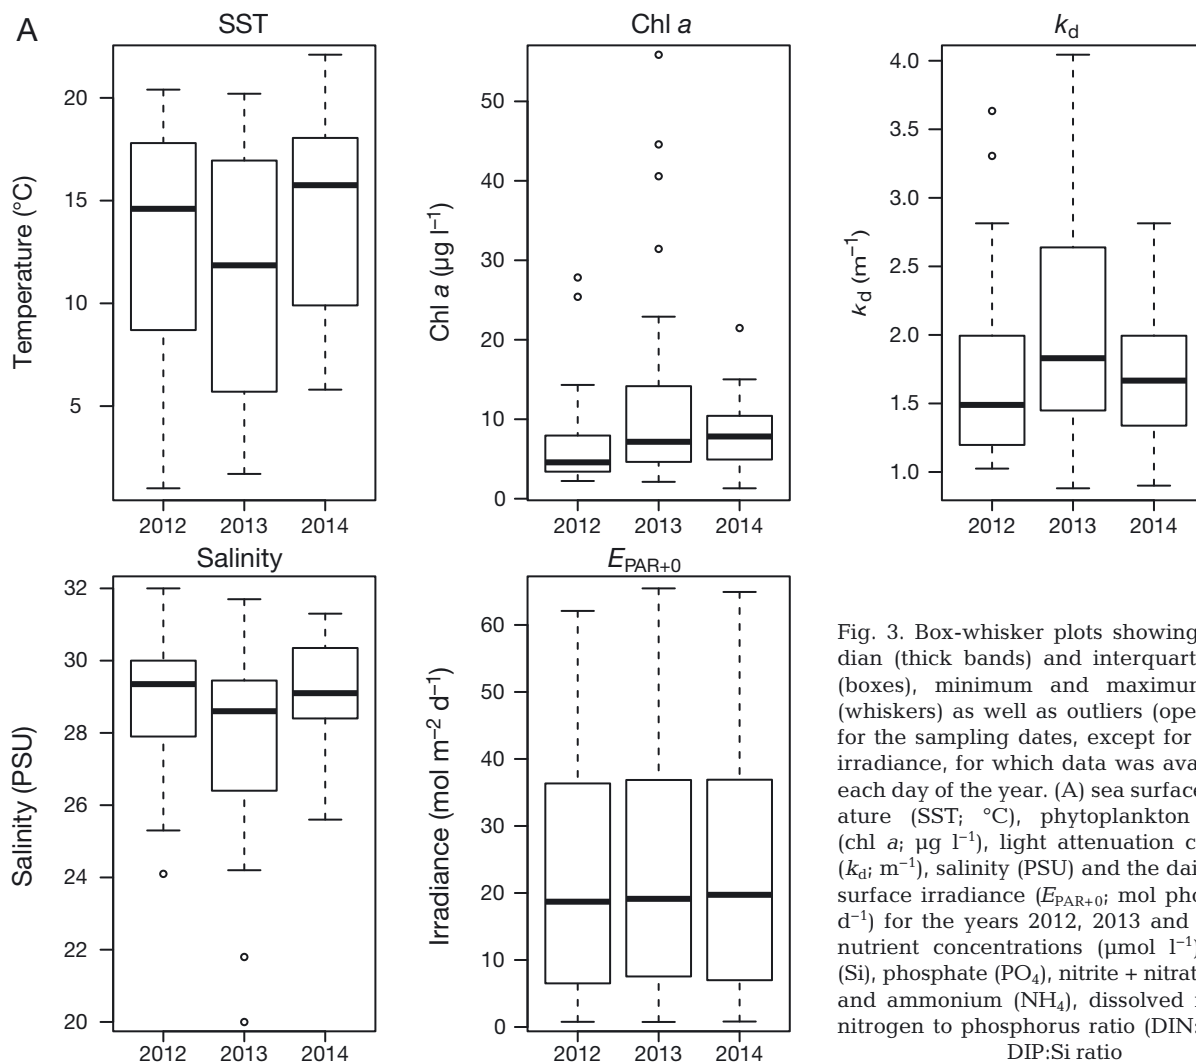 A
SST
Temperature (°C)
20
15
10
5
2012 2013 2014
Chl a
Chl a (µg l⁻¹)
50
40
30
20
10
0
2012 2013 2014
k_d
k_d (m⁻¹)
4.0
3.5
3.0
2.5
2.0
1.5
1.0
2012 2013 2014
Salinity
Salinity (PSU)
32
30
28
26
24
22
20
2012 2013 2014
E_PAR+0
Irradiance (mol m⁻² d⁻¹)
60
50
40
30
20
10
0
2012 2013 2014
Fig. 3. Box-whisker plots showing
dian (thick bands) and interquart
(boxes), minimum and maximum
(whiskers) as well as outliers (ope
for the sampling dates, except for
irradiance, for which data was ava
each day of the year. (A) sea surface
ature (SST; °C), phytoplankton
(chl a; µg l⁻¹), light attenuation c
(k_d; m⁻¹), salinity (PSU) and the dai
surface irradiance (E_PAR+0; mol pho
d⁻¹) for the years 2012, 2013 and
nutrient concentrations (µmol l⁻¹)
(Si), phosphate (PO₄), nitrite + nitrat
and ammonium (NH₄), dissolved
nitrogen to phosphorus ratio (DIN:
DIP:Si ratio